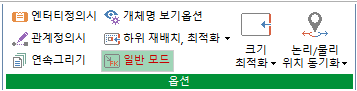 엔터티정의시 개체명 보기옵션
관계정의시 하위 재배치, 최적화
연속그리기 일반 모드
크기
최적화
논리/물리
위치 동기화
옵션